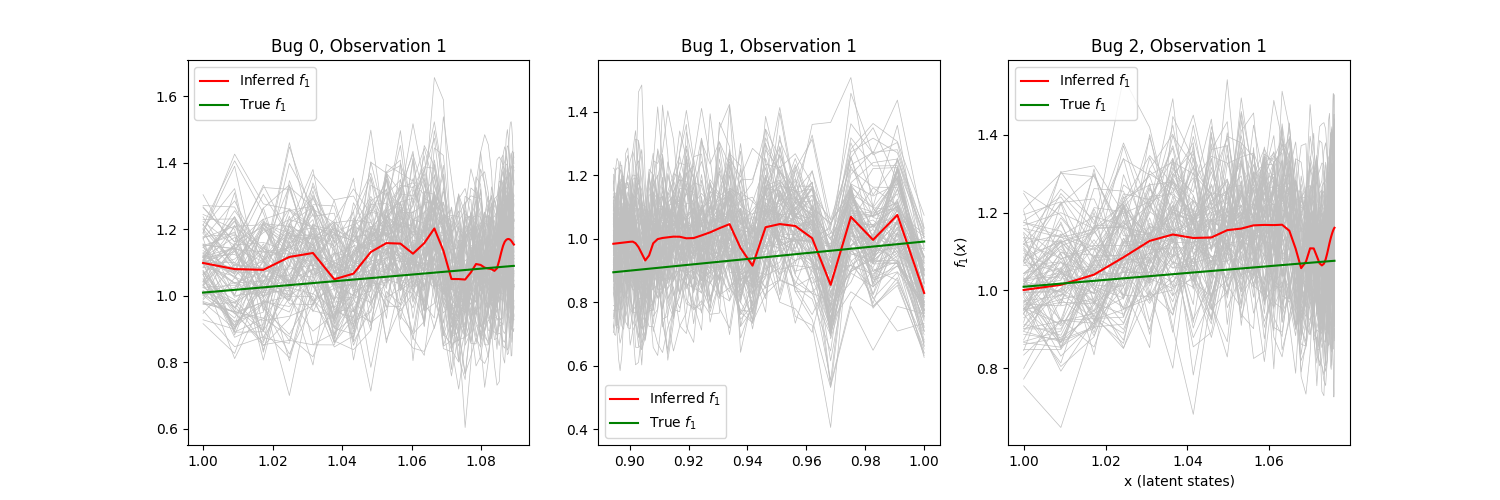 Bug 0, Observation 1
Inferred f₁
True f₁
1.6
1.4
1.2
1.0
0.8
0.6
1.00 1.02 1.04 1.06 1.08
Bug 1, Observation 1
1.4
1.2
1.0
0.8
0.6
0.4
Inferred f₁
True f₁
0.90 0.92 0.94 0.96 0.98 1.00
Bug 2, Observation 1
Inferred f₁
True f₁
f₁(x)
1.4
1.2
1.0
0.8
1.00 1.02 1.04 1.06
x (latent states)